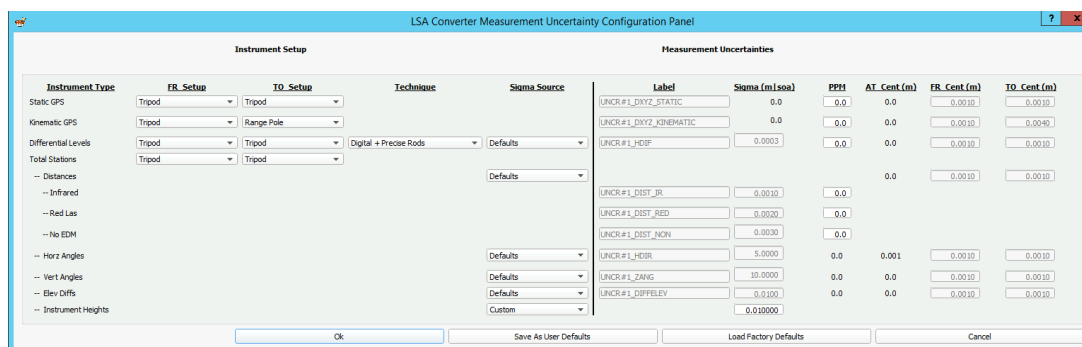 LSA Converter Measurement Uncertainty Configuration Panel ? x
Instrument Setup Measurement Uncertainties
Instrument Type FR_Setup TO_Setup Technique Sigma Source Label Sigma (m|soa) PPM AT_Cent (m) FR_Cent (m) TO_Cent (m)
Static GPS Tripod Tripod UNCR#1_DXYZ_STATIC 0.0 0.0 0.0 0.0010 0.0010
Kinematic GPS Tripod Range Pole UNCR#1_DXYZ_KINEMATIC 0.0 0.0 0.0 0.0010 0.0040
Differential Levels Tripod Tripod Digital + Precise Rods Defaults UNCR#1_HDIF 0.0003 0.0 0.0 0.0010 0.0010
Total Stations Tripod Tripod
-- Distances Defaults 0.0 0.0010 0.0010
--Infrared UNCR#1_DIST_IR 0.0010 0.0
--Red Las UNCR#1_DIST_RED 0.0020 0.0
--No EDM UNCR#1_DIST_NON 0.0030 0.0
-- Horz Angles Defaults UNCR#1_HDIR 5.0000 0.0 0.001 0.0010 0.0010
-- Vert Angles Defaults UNCR#1_ZANG 10.0000 0.0 0.0 0.0010 0.0010
-- Elev Diffs Defaults UNCR#1_DIFFELEV 0.0100 0.0 0.0 0.0010 0.0010
-- Instrument Heights Custom 0.010000
Ok Save As User Defaults Load Factory Defaults Cancel